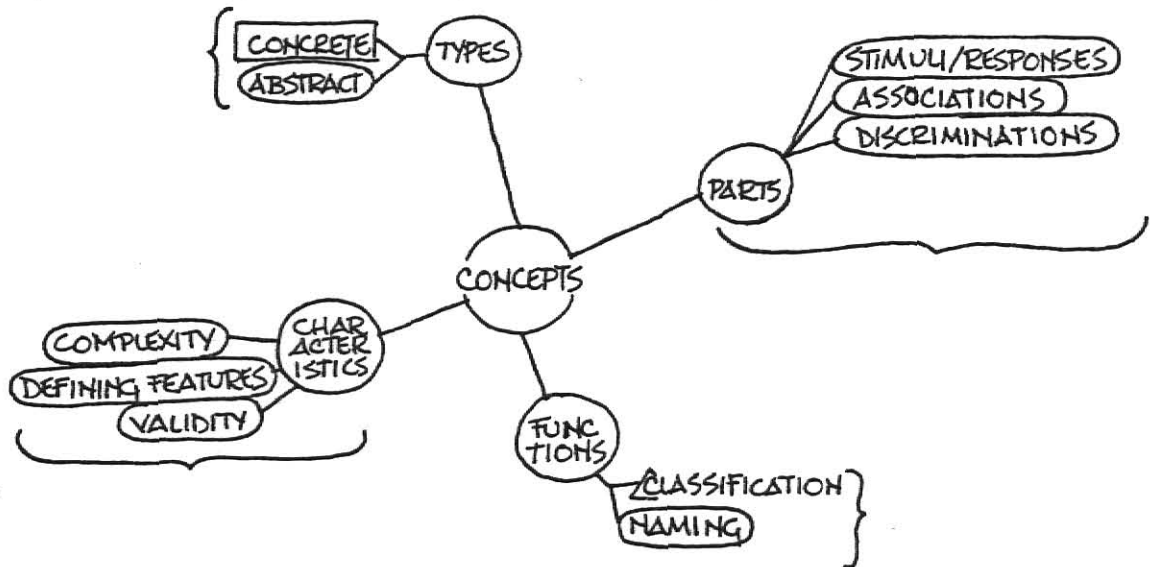 CONCRETE
ABSTRACT
TYPES
STIMULI/RESPONSES
ASSOCIATIONS
DISCRIMINATIONS
PARTS
CONCEPTS
CHAR
ACTER
ISTICS
COMPLEXITY
DEFINING FEATURES
VALIDITY
FUNC
TIONS
CLASSIFICATION
NAMING